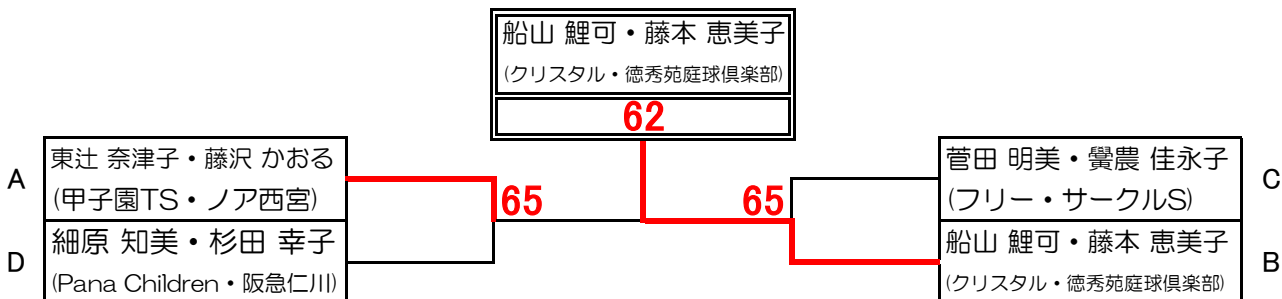 船山 鯉可・藤本 恵美子
(クリスタル・徳秀苑庭球倶楽部)
62
A
東辻 奈津子・藤沢 かおる
(甲子園TS・ノア西宮)
D
細原 知美・杉田 幸子
(Pana Children・阪急仁川)
65
65
菅田 明美・黌農 佳永子
(フリー・サークルS)
C
船山 鯉可・藤本 恵美子
(クリスタル・徳秀苑庭球倶楽部)
B